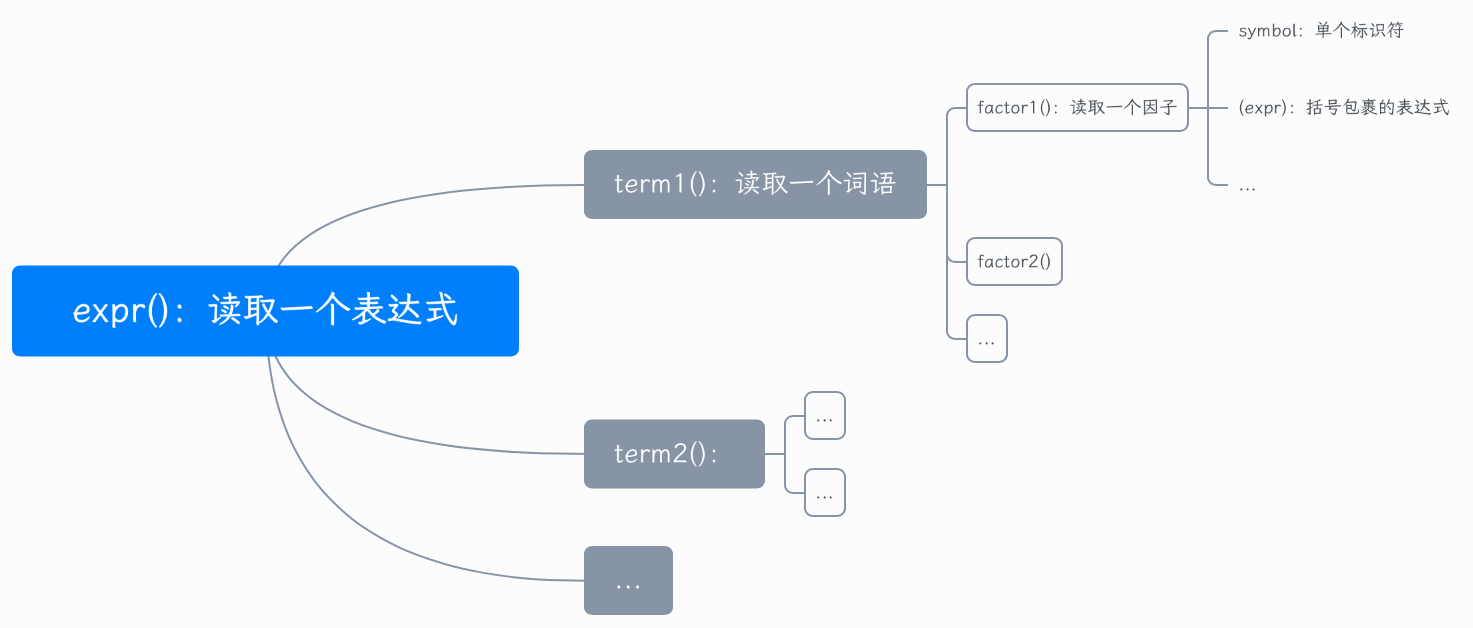 expr()：读取一个表达式
term1()：读取一个词语
factor1()：读取一个因子
symbol：单个标识符
(expr)：括号包裹的表达式
...
factor2()
...
term2()：
...
...
...